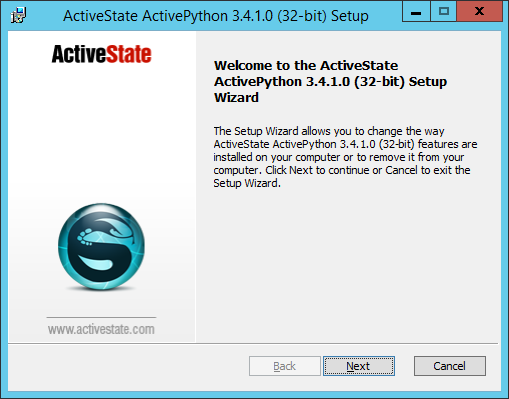 ActiveState ActivePython 3.4.1.0 (32-bit) Setup
ActiveState
Welcome to the ActiveState
ActivePython 3.4.1.0 (32-bit) Setup
Wizard
The Setup Wizard allows you to change the way
ActiveState ActivePython 3.4.1.0 (32-bit) features are
installed on your computer or to remove it from your
computer. Click Next to continue or Cancel to exit the
Setup Wizard.
www.activestate.com
Back Next Cancel